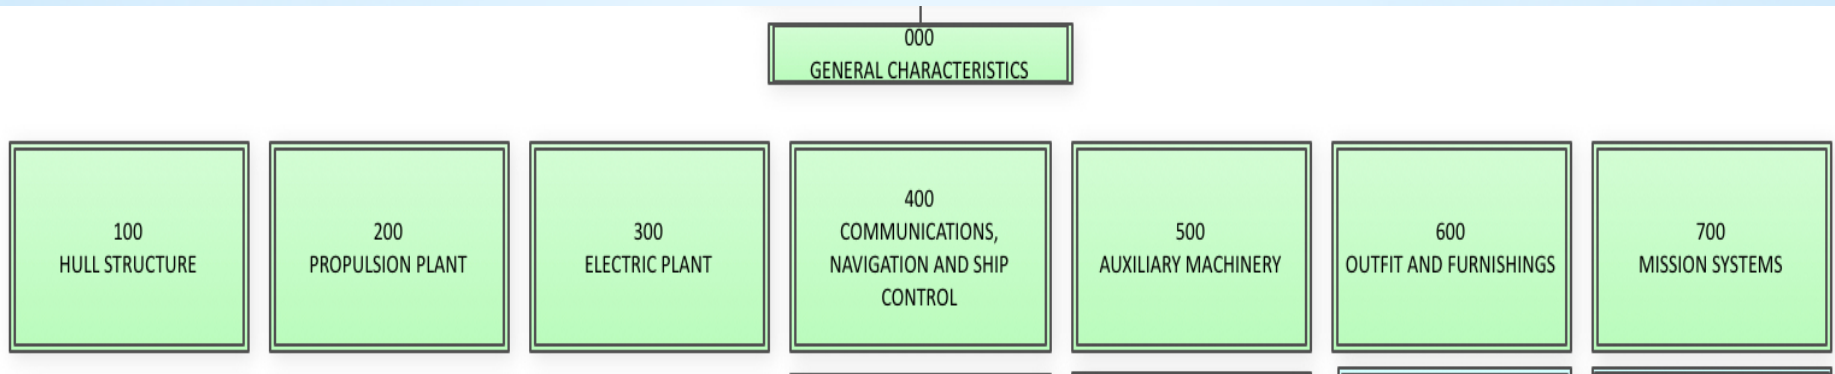 000
GENERAL CHARACTERISTICS
100
HULL STRUCTURE
200
PROPULSION PLANT
300
ELECTRIC PLANT
400
COMMUNICATIONS,
NAVIGATION AND SHIP
CONTROL
500
AUXILIARY MACHINERY
600
OUTFIT AND FURNISHINGS
700
MISSION SYSTEMS